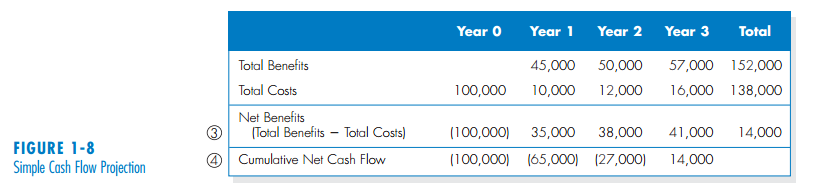 Year 0 Year 1 Year 2 Year 3 Total
Total Benefits 45,000 50,000 57,000 152,000
Total Costs 100,000 10,000 12,000 16,000 138,000
Net Benefits
③ (Total Benefits – Total Costs) (100,000) 35,000 38,000 41,000 14,000
④ Cumulative Net Cash Flow (100,000) (65,000) (27,000) 14,000
FIGURE 1-8
Simple Cash Flow Projection